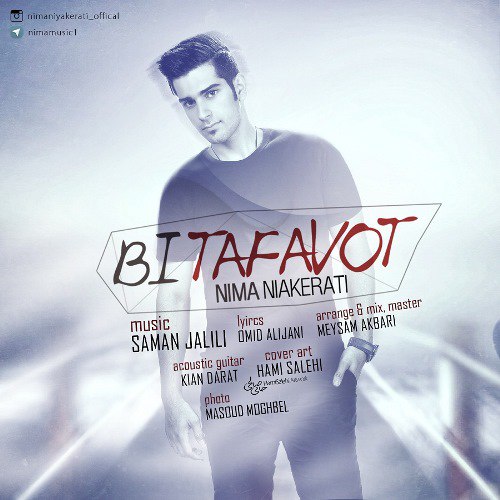 nimaniyakerati_offical
nimamusic1
BI TAFAVOT
NIMA NIAKERATI
music
SAMAN JALILI
lyircs
OMID ALIJANI
arrange & mix, master
MEYSAM AKBARI
acoustic guitar
KIAN DARAT
cover art
HAMI SALEHI
photo
MASOUD MOGHBEL